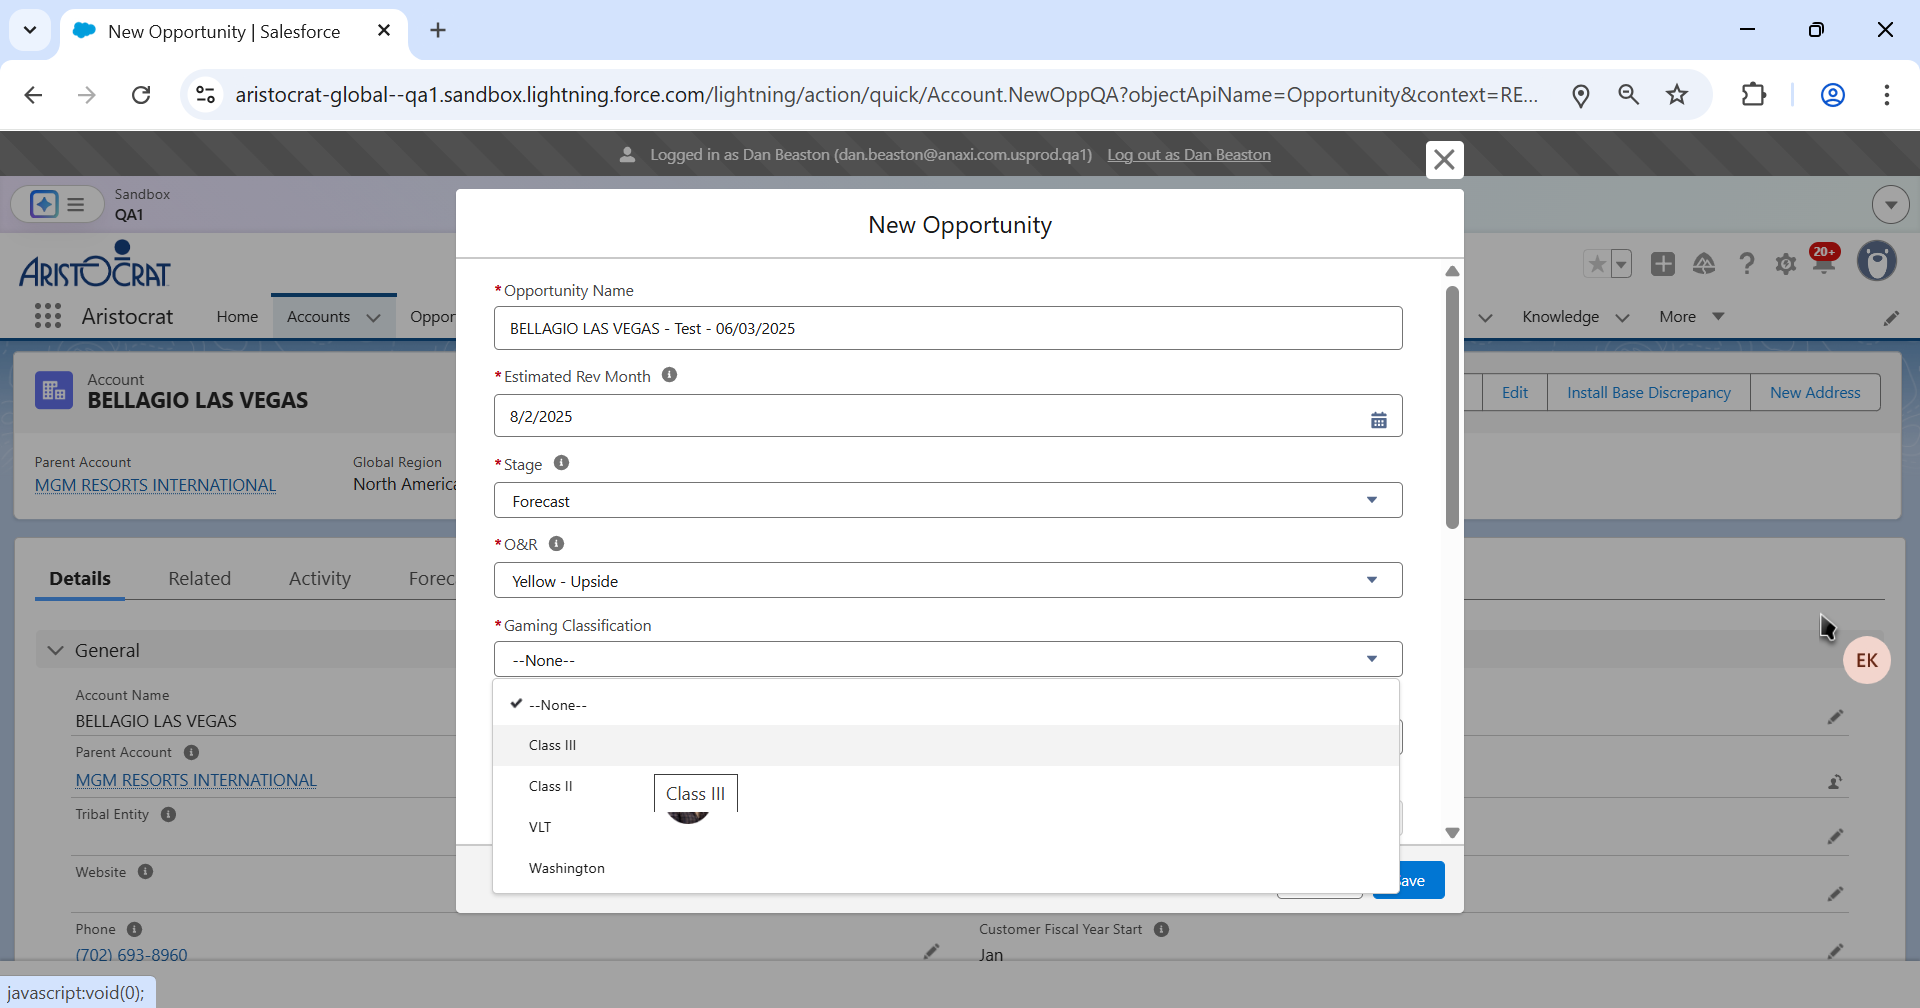 New Opportunity | Salesforce
aristocrat-global--qa1.sandbox.lightning.force.com/lightning/action/quick/Account.NewOppQA?objectApiName=Opportunity&context=RE...
Logged in as Dan Beaston (dan.beaston@anaxi.com.usprod.qa1) Log out as Dan Beaston
Sandbox
QA1
New Opportunity
ARISTOCRAT
20+
Aristocrat
Home
Accounts
Oppor
Knowledge
More
*Opportunity Name
BELLAGIO LAS VEGAS - Test - 06/03/2025
Account
BELLAGIO LAS VEGAS
*Estimated Rev Month
8/2/2025
Edit
Install Base Discrepancy
New Address
Parent Account
MGM RESORTS INTERNATIONAL
Global Region
North America
*Stage
Forecast
*O&R
Yellow - Upside
Details
Related
Activity
Forec
*Gaming Classification
--None--
--None--
Class III
Class II
Class III
VLT
Washington
ave
General
EK
Account Name
BELLAGIO LAS VEGAS
Parent Account
MGM RESORTS INTERNATIONAL
Tribal Entity
Website
Phone
(702) 693-8960
Customer Fiscal Year Start
Jan
javascript:void(0);